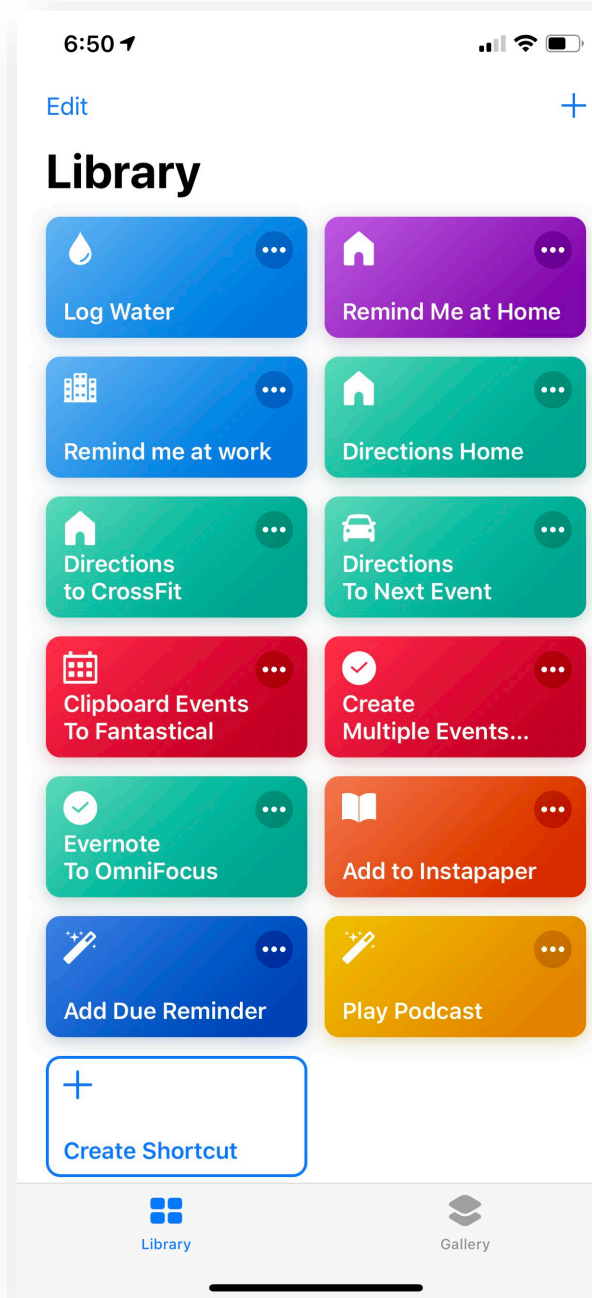 6:50
Edit
Library
Log Water
Remind Me at Home
Remind me at work
Directions Home
Directions
to CrossFit
Directions
To Next Event
Clipboard Events
To Fantastical
Create
Multiple Events...
Evernote
To OmniFocus
Add to Instapaper
Add Due Reminder
Play Podcast
Create Shortcut
Library
Gallery